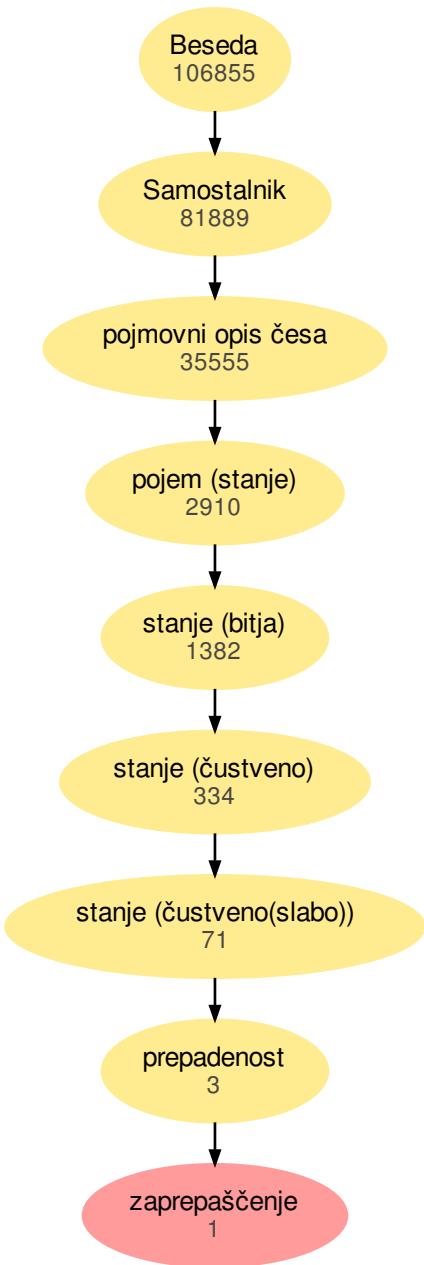 Beseda
106855
Samostalnik
81889
pojmovni opis česa
35555
pojem (stanje)
2910
stanje (bitja)
1382
stanje (čustveno)
334
stanje (čustveno(slabo))
71
prepadenost
3
zaprepaščenje
1